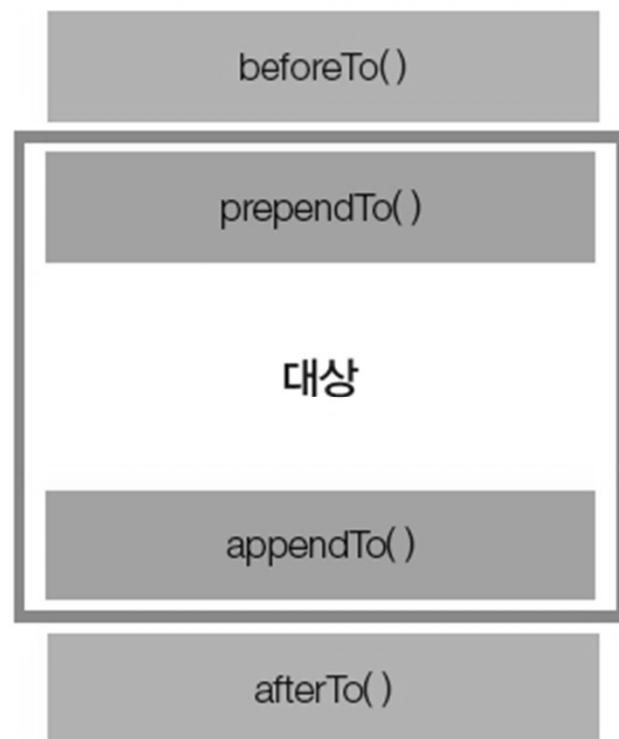 beforeTo( )
prependTo( )
대상
appendTo( )
afterTo( )